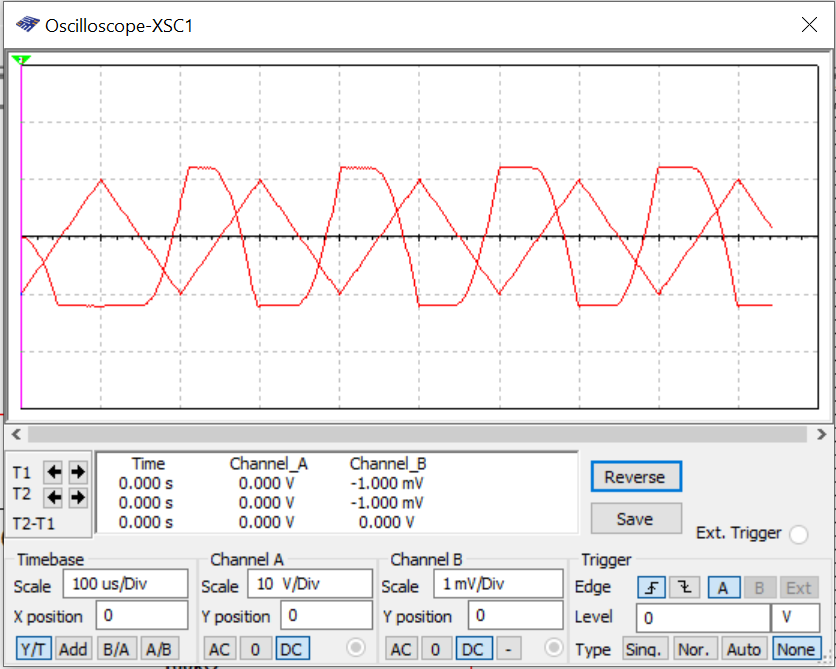 Oscilloscope-XSC1
1
Time Channel_A Channel_B
T1 0.000 s 0.000 V -1.000 mV
T2 0.000 s 0.000 V -1.000 mV
T2-T1 0.000 s 0.000 V 0.000 V
Reverse
Save
Ext. Trigger
Timebase Channel A Channel B Trigger
Scale 100 us/Div Scale 10 V/Div Scale 1 mV/Div Edge A B Ext
X position 0 Y position 0 Y position 0 Level 0 V
Y/T Add B/A A/B AC 0 DC AC 0 DC - Type Sing. Nor. Auto None